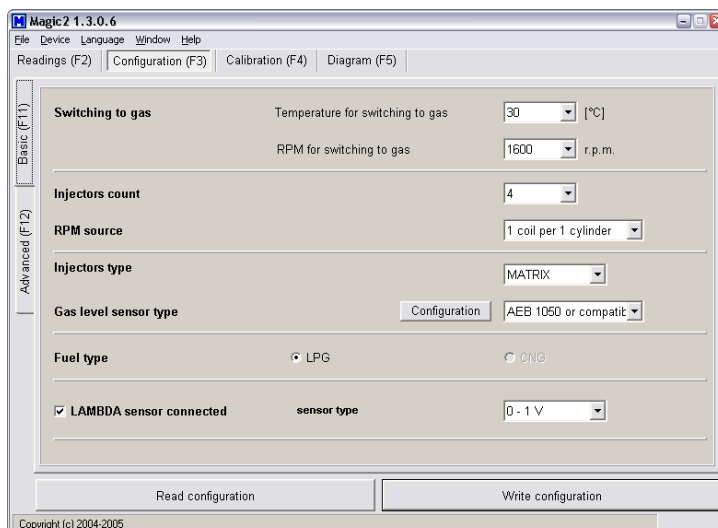 Magic2 1.3.0.6
File Device Language Window Help
Readings (F2) Configuration (F3) Calibration (F4) Diagram (F5)
Basic (F11)
Advanced (F12)
Switching to gas Temperature for switching to gas 30 [°C]
RPM for switching to gas 1600 r.p.m.
Injectors count 4
RPM source 1 coil per 1 cylinder
Injectors type MATRIX
Gas level sensor type Configuration AEB 1050 or compatit
Fuel type LPG CNG
LAMBDA sensor connected sensor type 0 - 1 V
Read configuration Write configuration
Copyright (c) 2004-2005